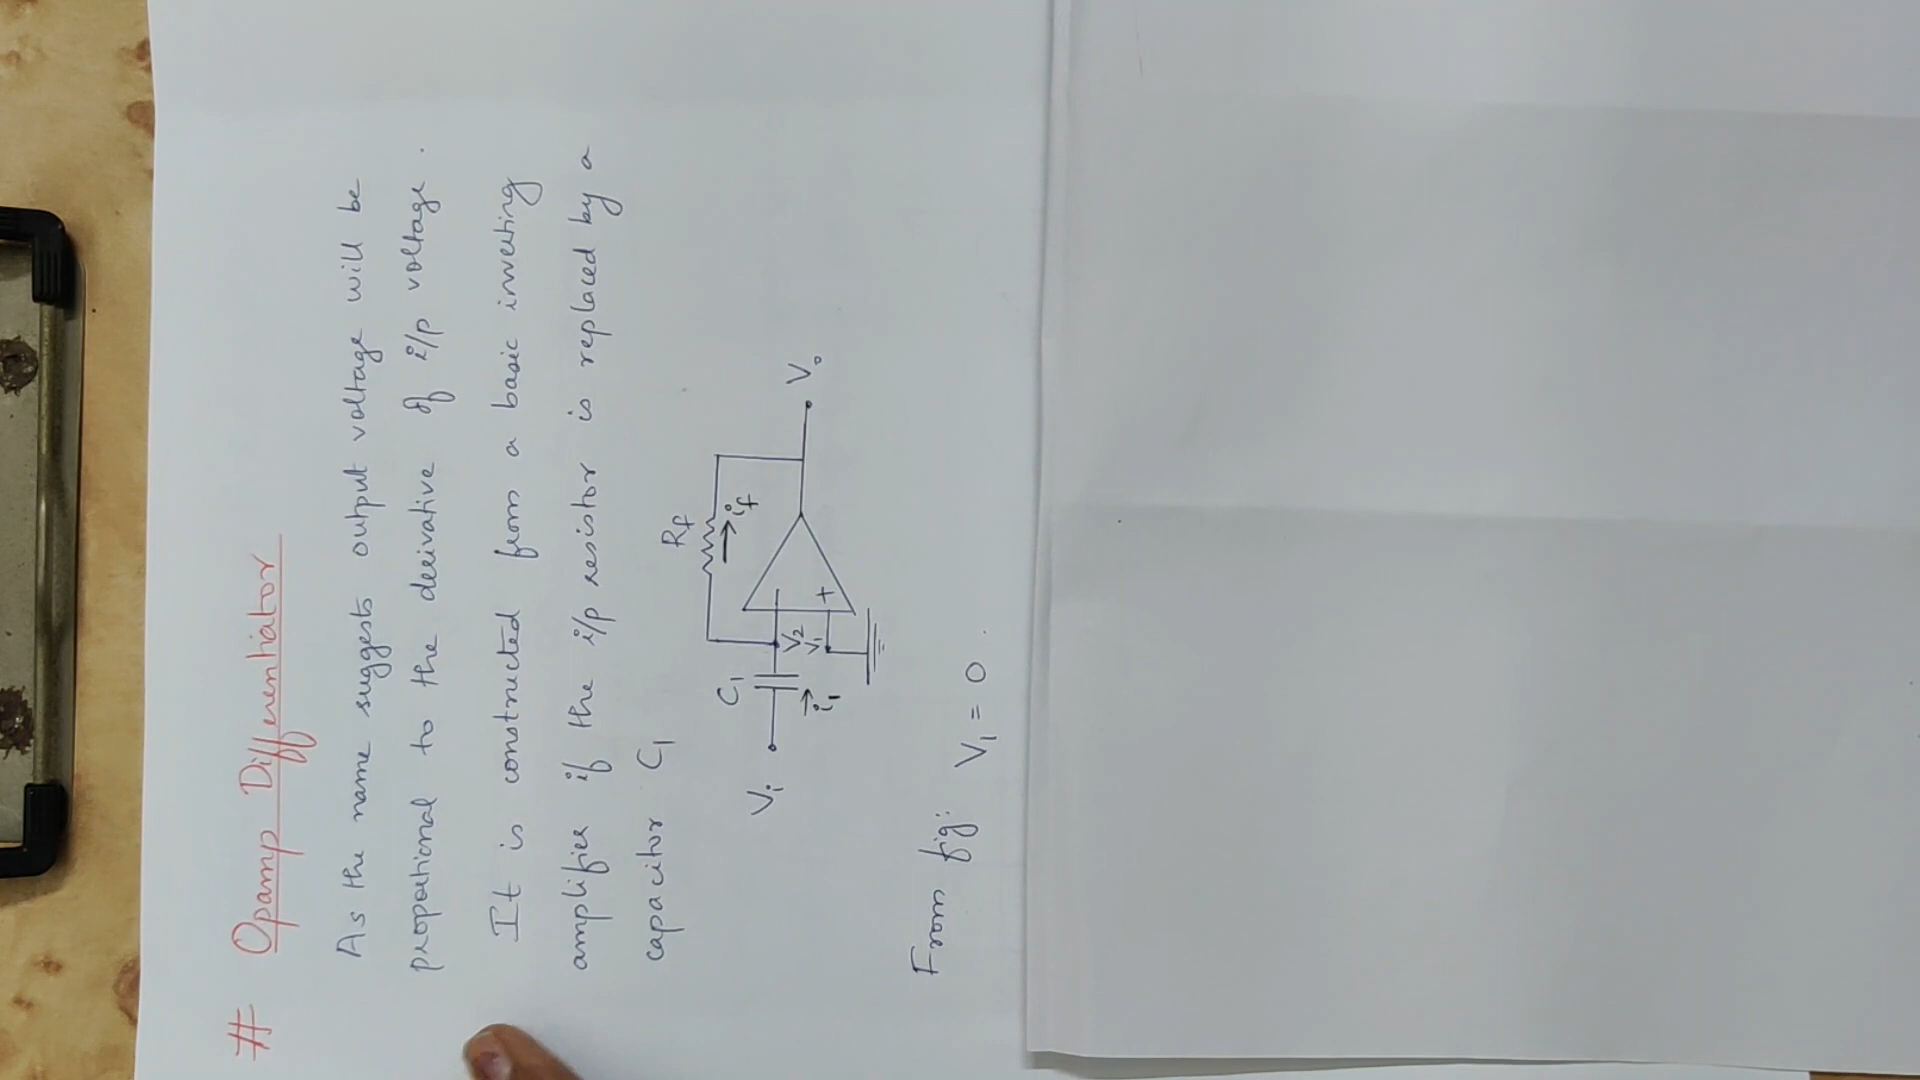 # Opamp Differentiator
As the name suggests output voltage will be
proportional to the derivative of i/p voltage.
It is constructed from a basic inverting
amplifier if the i/p resistor is replaced by a
capacitor C₁
Rf
if
C₁
Vi
i₁
V₂
V₁
−
+
V₀
From fig: V₁ = 0.